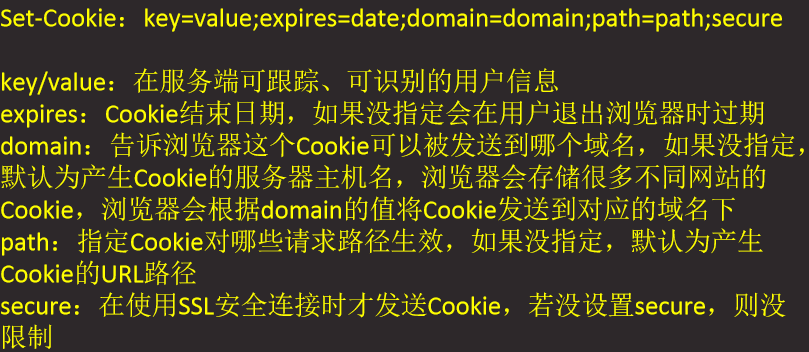 Set-Cookie：key=value;expires=date;domain=domain;path=path;secure
key/value：在服务端可跟踪、可识别的用户信息
expires：Cookie结束日期，如果没指定会在用户退出浏览器时过期
domain：告诉浏览器这个Cookie可以被发送到哪个域名，如果没指定，
默认为产生Cookie的服务器主机名，浏览器会存储很多不同网站的
Cookie，浏览器会根据domain的值将Cookie发送到对应的域名下
path：指定Cookie对哪些请求路径生效，如果没指定，默认为产生
Cookie的URL路径
secure：在使用SSL安全连接时才发送Cookie，若没设置secure，则没
限制